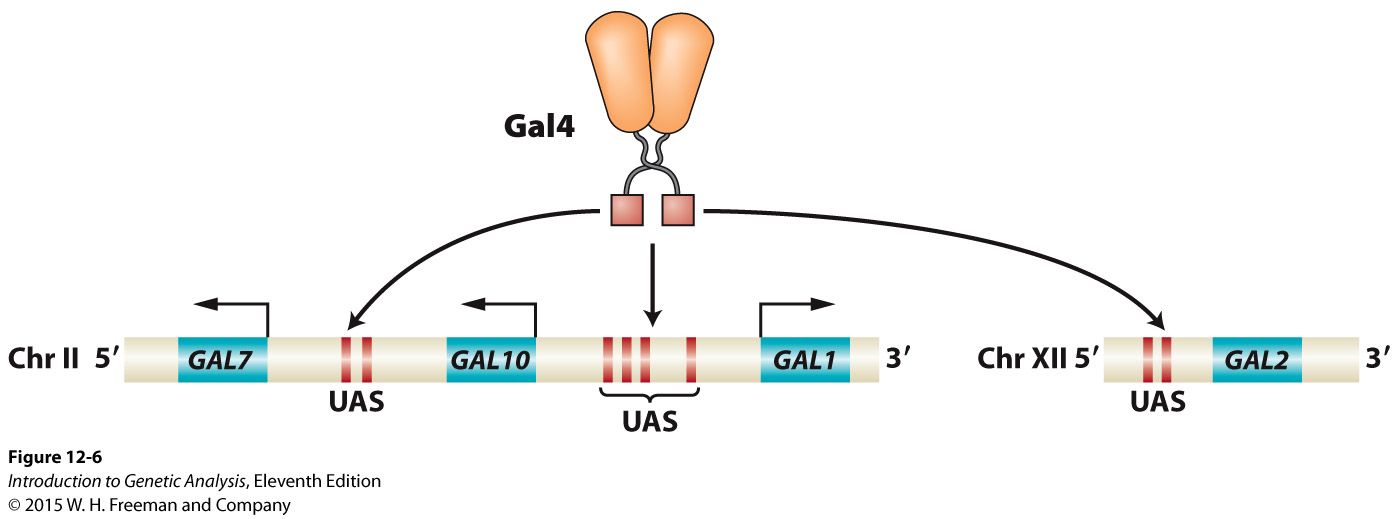 Gal4
Chr II 5′ GAL7 GAL10 GAL1 3′ Chr XII 5′ GAL2 3′
UAS UAS UAS
Figure 12-6
Introduction to Genetic Analysis, Eleventh Edition
© 2015 W. H. Freeman and Company